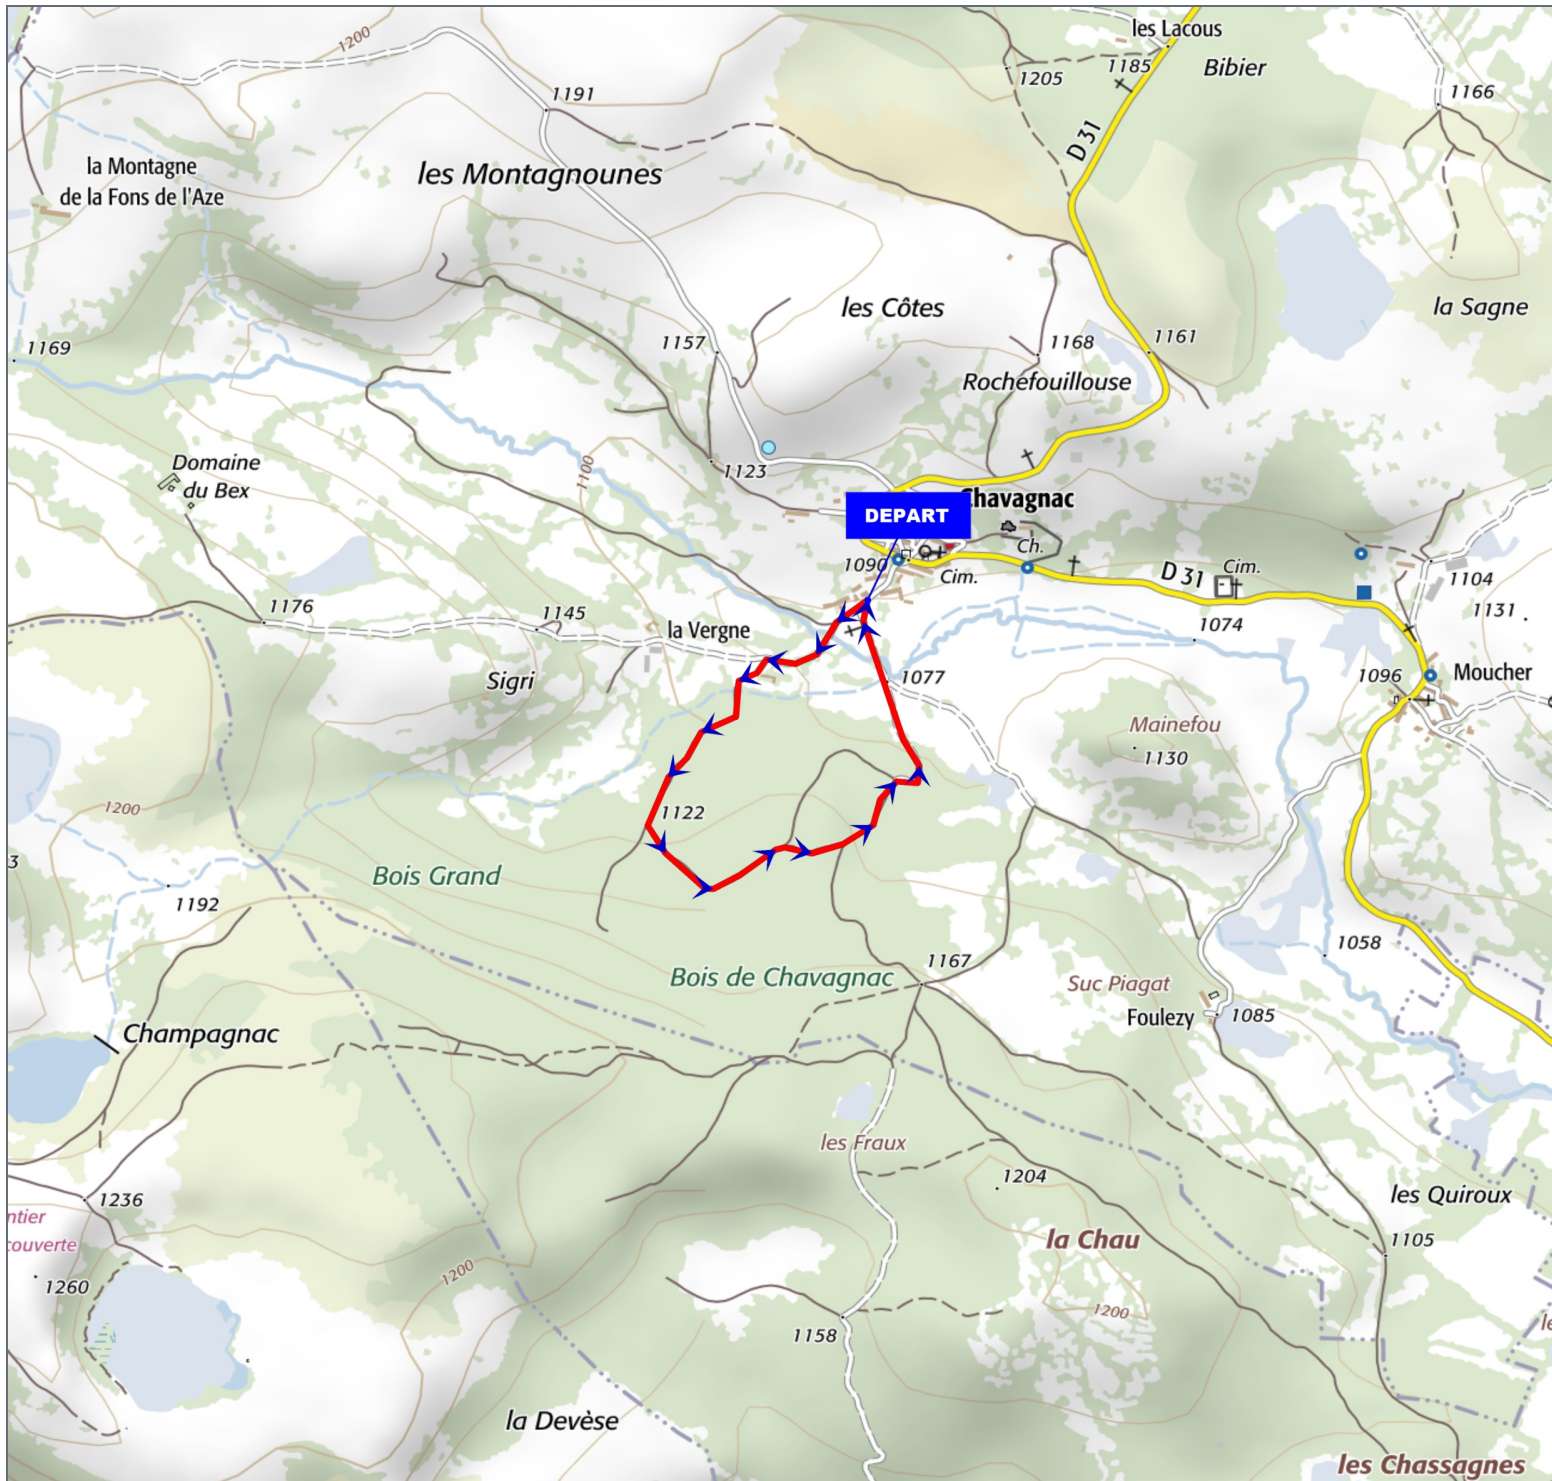 les Lacous
1200
1185
Bibier
1205
1191
1166
D 31
la Montagne
de la Fons de l'Aze
les Montagnounes
les Côtes
la Sagne
1169
1157
1168
1161
Rochefouillouse
Domaine
du Bex
1100
1123
Chavagnac
DEPART
Ch.
1090
Cim.
D 31
Cim.
1104
1176
1145
la Vergne
1074
1131
Sigri
1077
1096
Moucher
Mainefou
1130
1200
1122
3
Bois Grand
1192
1058
1167
Bois de Chavagnac
Suc Piagat
Foulezy
1085
Champagnac
les Fraux
1204
les Quiroux
1236
ntier
couverte
la Chau
1105
1260
1200
1200
le
1158
la Devèse
les Chassagnes